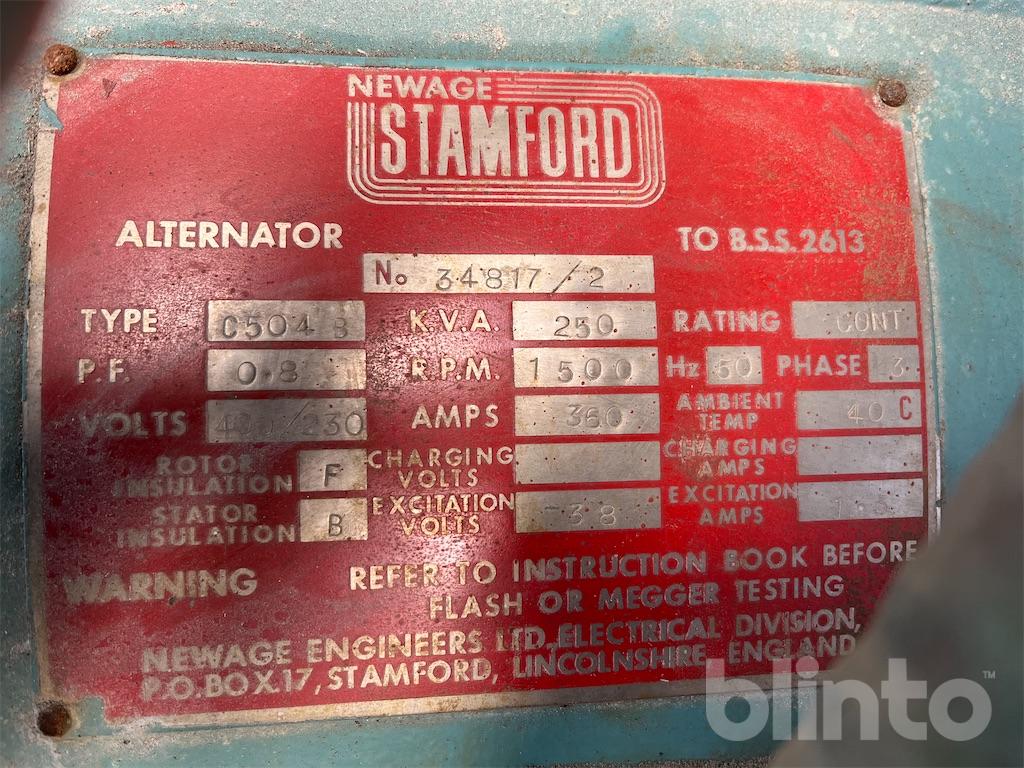 NEWAGE
STAMFORD
ALTERNATOR TO B.S.S. 2613
No 34817/2
TYPE C504 B K.V.A. 250 RATING CONT
P.F. 0.8 R.P.M. 1500 Hz 50 PHASE 3
VOLTS /230 AMPS 360 AMBIENT TEMP 40 C
ROTOR INSULATION F CHARGING VOLTS CHARGING AMPS
STATOR INSULATION B EXCITATION VOLTS 38 EXCITATION AMPS
WARNING REFER TO INSTRUCTION BOOK BEFORE
FLASH OR MEGGER TESTING
NEWAGE ENGINEERS LTD, ELECTRICAL DIVISION,
P.O. BOX 17, STAMFORD, LINCOLNSHIRE ENGLAND
blinto™